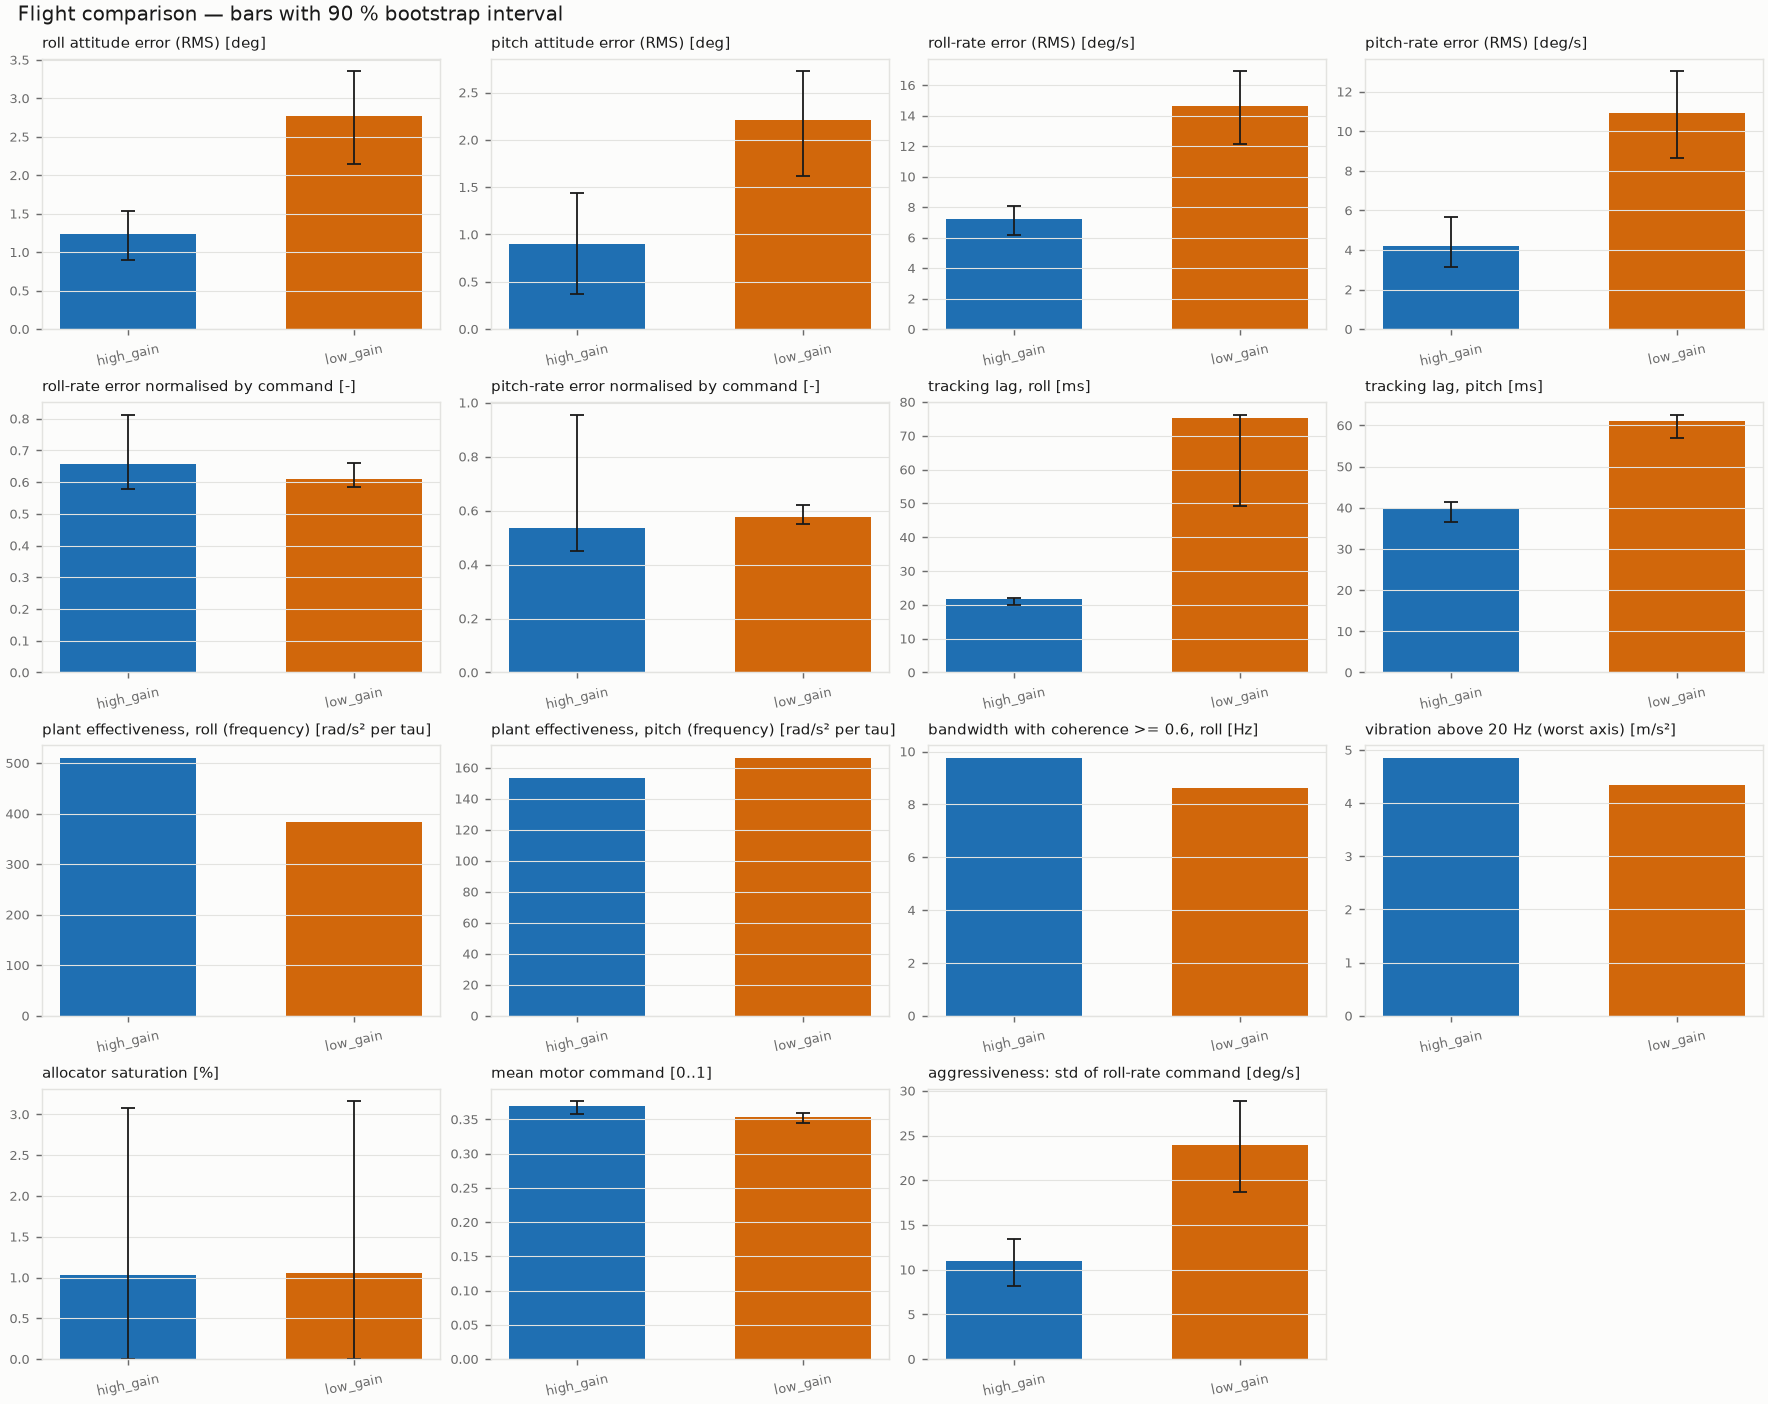 Flight comparison — bars with 90 % bootstrap interval
roll attitude error (RMS) [deg]
3.5
3.0
2.5
2.0
1.5
1.0
0.5
0.0
high_gain
low_gain
pitch attitude error (RMS) [deg]
2.5
2.0
1.5
1.0
0.5
0.0
high_gain
low_gain
roll-rate error (RMS) [deg/s]
16
14
12
10
8
6
4
2
0
high_gain
low_gain
pitch-rate error (RMS) [deg/s]
12
10
8
6
4
2
0
high_gain
low_gain
roll-rate error normalised by command [-]
0.8
0.7
0.6
0.5
0.4
0.3
0.2
0.1
0.0
high_gain
low_gain
pitch-rate error normalised by command [-]
1.0
0.8
0.6
0.4
0.2
0.0
high_gain
low_gain
tracking lag, roll [ms]
80
70
60
50
40
30
20
10
0
high_gain
low_gain
tracking lag, pitch [ms]
60
50
40
30
20
10
0
high_gain
low_gain
plant effectiveness, roll (frequency) [rad/s² per tau]
500
400
300
200
100
0
high_gain
low_gain
plant effectiveness, pitch (frequency) [rad/s² per tau]
160
140
120
100
80
60
40
20
0
high_gain
low_gain
bandwidth with coherence >= 0.6, roll [Hz]
10
8
6
4
2
0
high_gain
low_gain
vibration above 20 Hz (worst axis) [m/s²]
5
4
3
2
1
0
high_gain
low_gain
allocator saturation [%]
3.0
2.5
2.0
1.5
1.0
0.5
0.0
high_gain
low_gain
mean motor command [0..1]
0.35
0.30
0.25
0.20
0.15
0.10
0.05
0.00
high_gain
low_gain
aggressiveness: std of roll-rate command [deg/s]
30
25
20
15
10
5
0
high_gain
low_gain